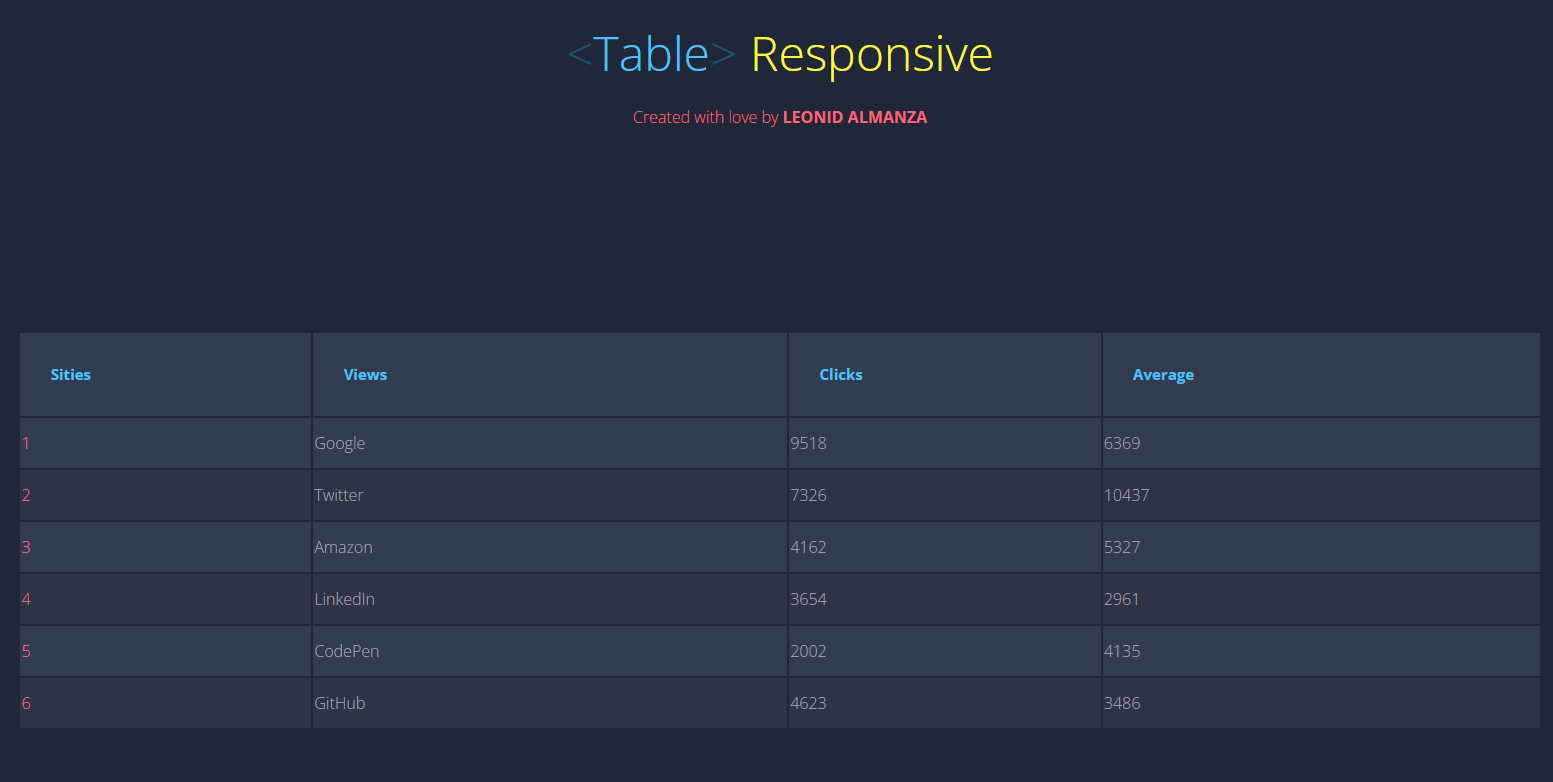 <Table> Responsive
Created with love by LEONID ALMANZA
Sities Views Clicks Average
1 Google 9518 6369
2 Twitter 7326 10437
3 Amazon 4162 5327
4 LinkedIn 3654 2961
5 CodePen 2002 4135
6 GitHub 4623 3486